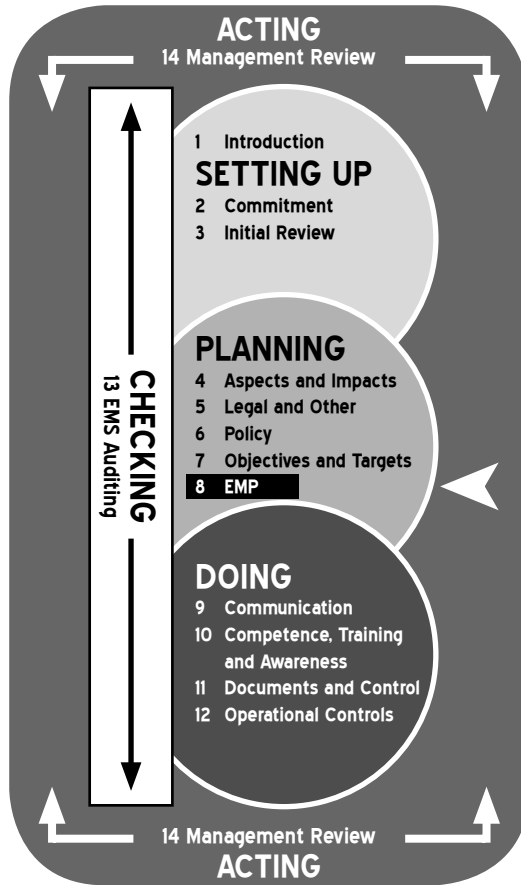 ACTING
14 Management Review
1 Introduction
SETTING UP
2 Commitment
3 Initial Review
PLANNING
4 Aspects and Impacts
5 Legal and Other
6 Policy
7 Objectives and Targets
8 EMP
CHECKING
13 EMS Auditing
DOING
9 Communication
10 Competence, Training
and Awareness
11 Documents and Control
12 Operational Controls
14 Management Review
ACTING